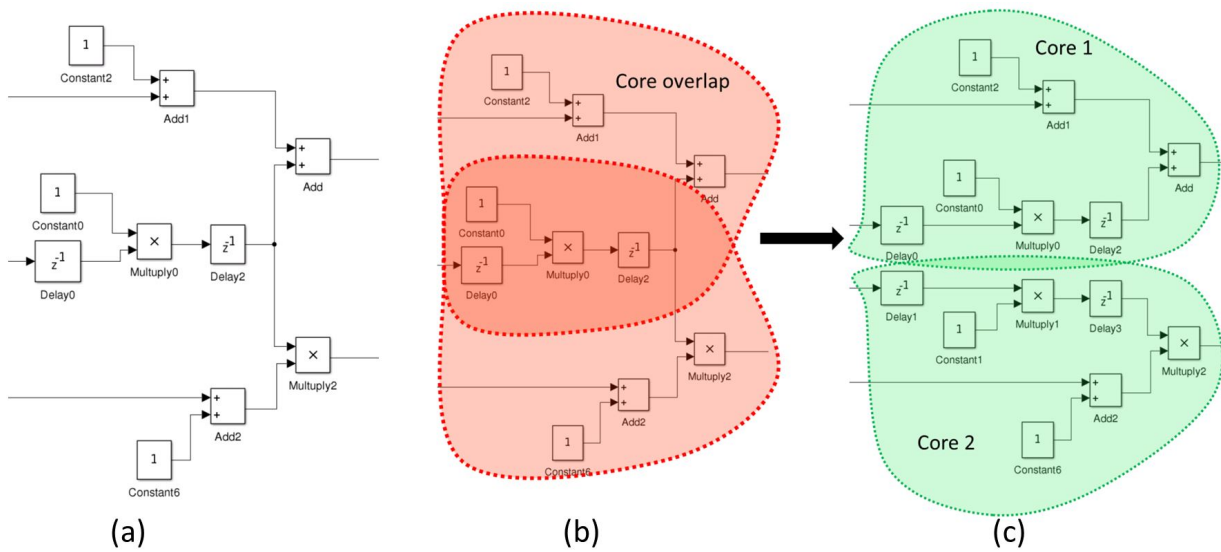 1
Constant2
+
+
Add1
+
+
Add
1
Constant0
×
Multuply0
z-1
Delay0
z-1
Delay2
×
Multuply2
+
+
Add2
1
Constant6
(a)
Core overlap
1
Constant2
+
+
Add1
+
+
Add
1
Constant0
×
Multuply0
z-1
Delay0
z-1
Delay2
×
Multuply2
+
+
Add2
1
Constant6
(b)
Core 1
1
Constant2
+
+
Add1
+
+
Add
1
Constant0
×
Multuply0
z-1
Delay0
z-1
Delay2
z-1
Delay1
×
Multuply1
z-1
Delay3
1
Constant1
×
Multuply2
+
+
Add2
1
Constant6
Core 2
(c)